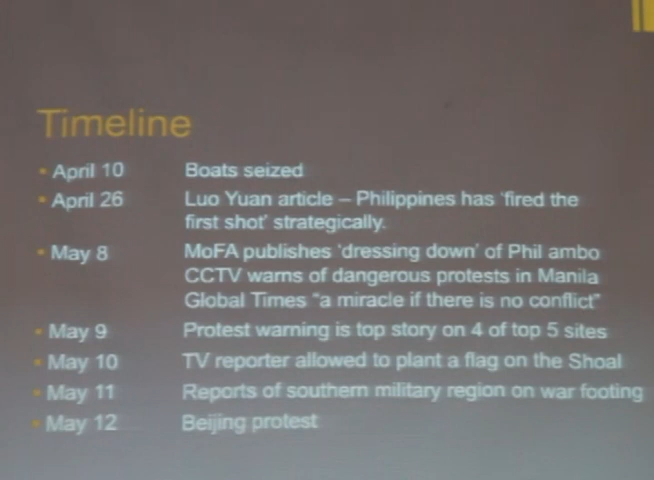 Timeline
• April 10 Boats seized
• April 26 Luo Yuan article – Philippines has 'fired the
first shot' strategically.
• May 8 MoFA publishes 'dressing down' of Phil ambo
CCTV warns of dangerous protests in Manila
Global Times "a miracle if there is no conflict"
• May 9 Protest warning is top story on 4 of top 5 sites
• May 10 TV reporter allowed to plant a flag on the Shoal
• May 11 Reports of southern military region on war footing
• May 12 Beijing protest